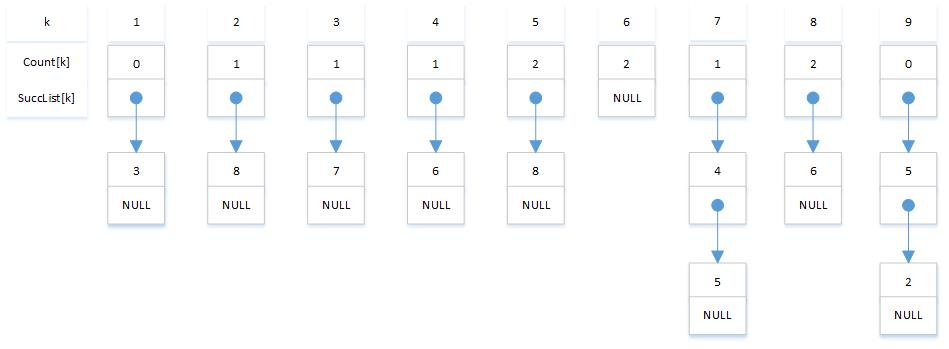 k 1 2 3 4 5 6 7 8 9
Count[k] 0 1 1 1 2 2 1 2 0
SuccList[k] NULL
3 8 7 6 8 4 6 5
NULL NULL NULL NULL NULL NULL
5 2
NULL NULL